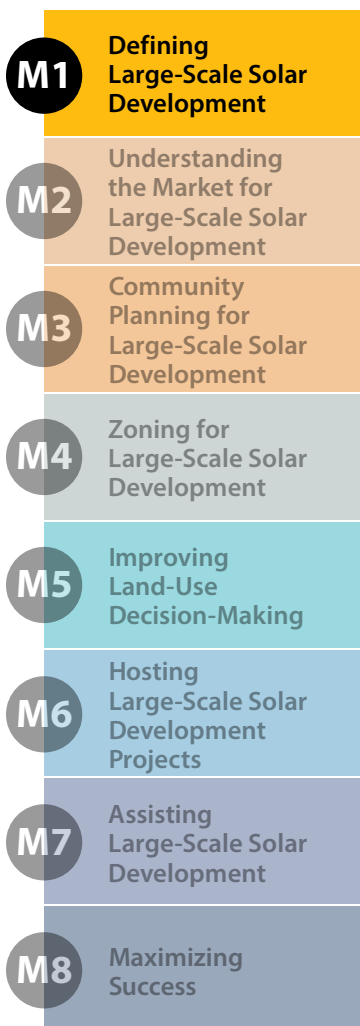 M1
Defining
Large-Scale Solar
Development
M2
Understanding
the Market for
Large-Scale Solar
Development
M3
Community
Planning for
Large-Scale Solar
Development
M4
Zoning for
Large-Scale Solar
Development
M5
Improving
Land-Use
Decision-Making
M6
Hosting
Large-Scale Solar
Development
Projects
M7
Assisting
Large-Scale Solar
Development
M8
Maximizing
Success